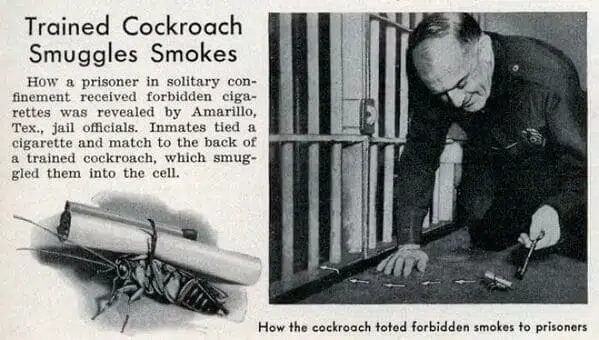 Trained Cockroach
Smuggles Smokes
How a prisoner in solitary con-
finement received forbidden ciga-
rettes was revealed by Amarillo,
Tex., jail officials. Inmates tied a
cigarette and match to the back of
a trained cockroach, which smug-
gled them into the cell.
How the cockroach toted forbidden smokes to prisoners